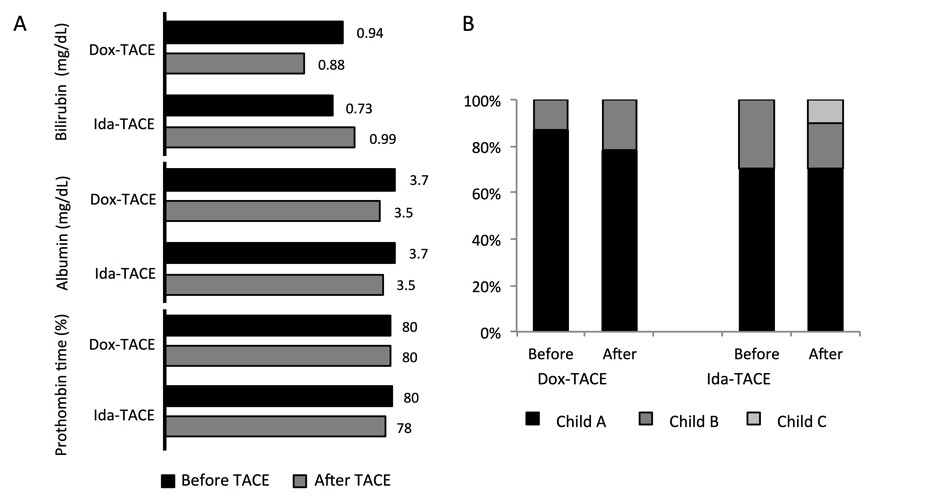 A
Bilirubin (mg/dL)
Dox-TACE
0.94
0.88
Ida-TACE
0.73
0.99
Albumin (mg/dL)
Dox-TACE
3.7
3.5
Ida-TACE
3.7
3.5
Prothombin time (%)
Dox-TACE
80
80
Ida-TACE
80
78
Before TACE
After TACE
B
100%
80%
60%
40%
20%
0%
Before After Before After
Dox-TACE Ida-TACE
Child A Child B Child C